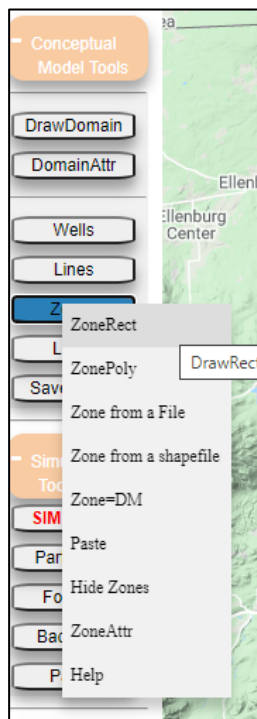 ea
- Conceptual
Model Tools
DrawDomain
DomainAttr
Ellenburg
Center
Wells
Lines
ZoneRect
ZonePoly
DrawRect
Zone from a File
Save
Zone from a shapefile
Zone=DM
Paste
Hide Zones
ZoneAttr
Help